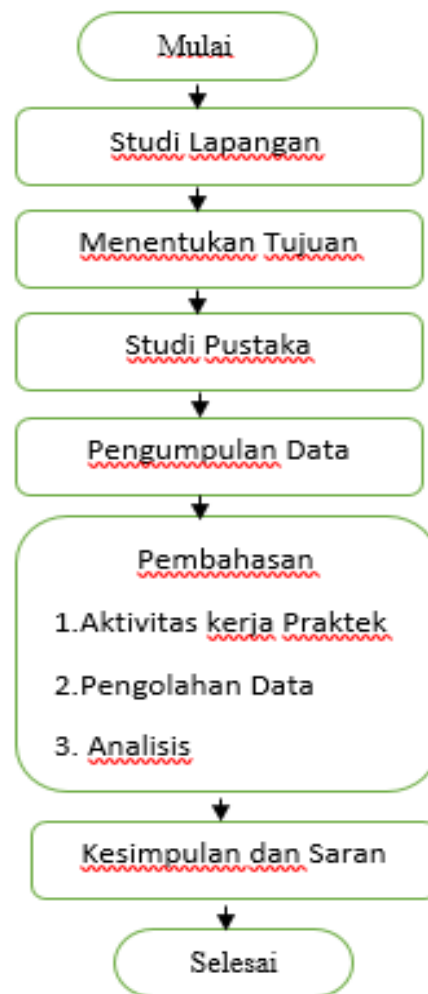 Mulai
Studi Lapangan
Menentukan Tujuan
Studi Pustaka
Pengumpulan Data
Pembahasan
1.Aktivitas kerja Praktek
2.Pengolahan Data
3. Analisis
Kesimpulan dan Saran
Selesai